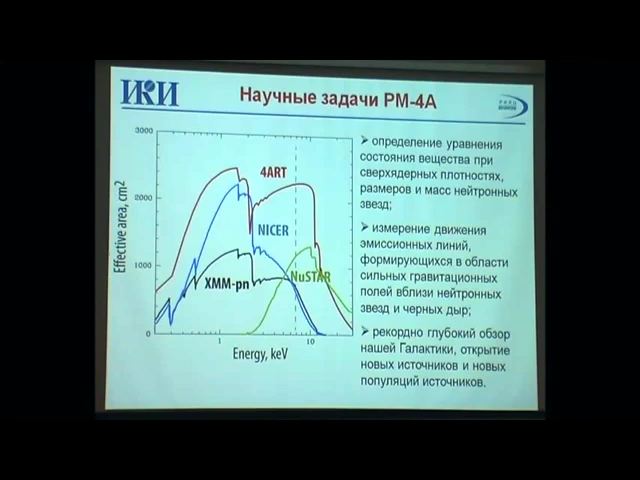 ИКИ
Научные задачи РМ-4А
3000
2000
1000
0
Effective area, cm2
4ART
NICER
XMM-pn
NuSTAR
1
10
Energy, keV
➢ определение уравнения
состояния вещества при
сверхядерных плотностях,
размеров и масс нейтронных
звезд;
➢ измерение движения
эмиссионных линий,
формирующихся в области
сильных гравитационных
полей вблизи нейтронных
звезд и черных дыр;
➢ рекордно глубокий обзор
нашей Галактики, открытие
новых источников и новых
популяций источников.